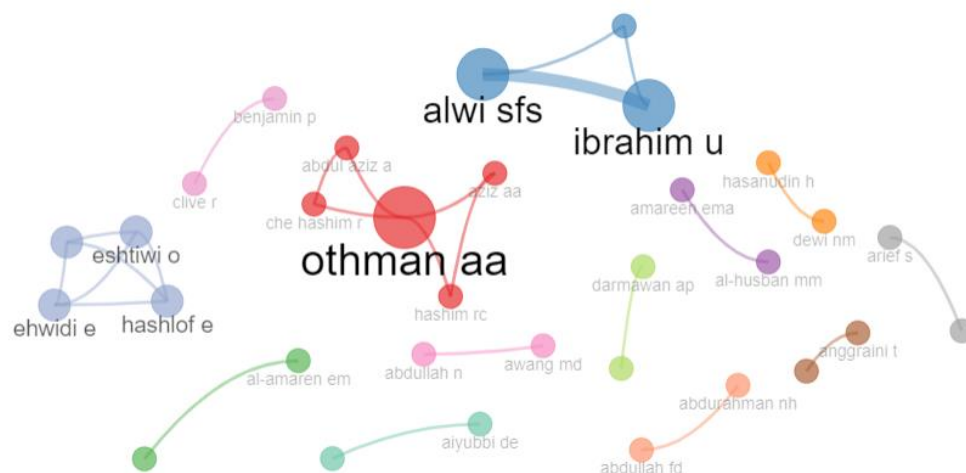 alwi sfs
benjamin p
ibrahim u
abdul aziz a
aziz aa
hasanudin h
clive r
amareen ema
che hashim r
dewi nm
eshtiwi o
othman aa
arief s
al-husban mm
darmawan ap
hashim rc
ehwidi e
hashlof e
anggraini t
awang md
abdullah n
al-amaren em
abdurahman nh
aiyubbi de
abdullah fd